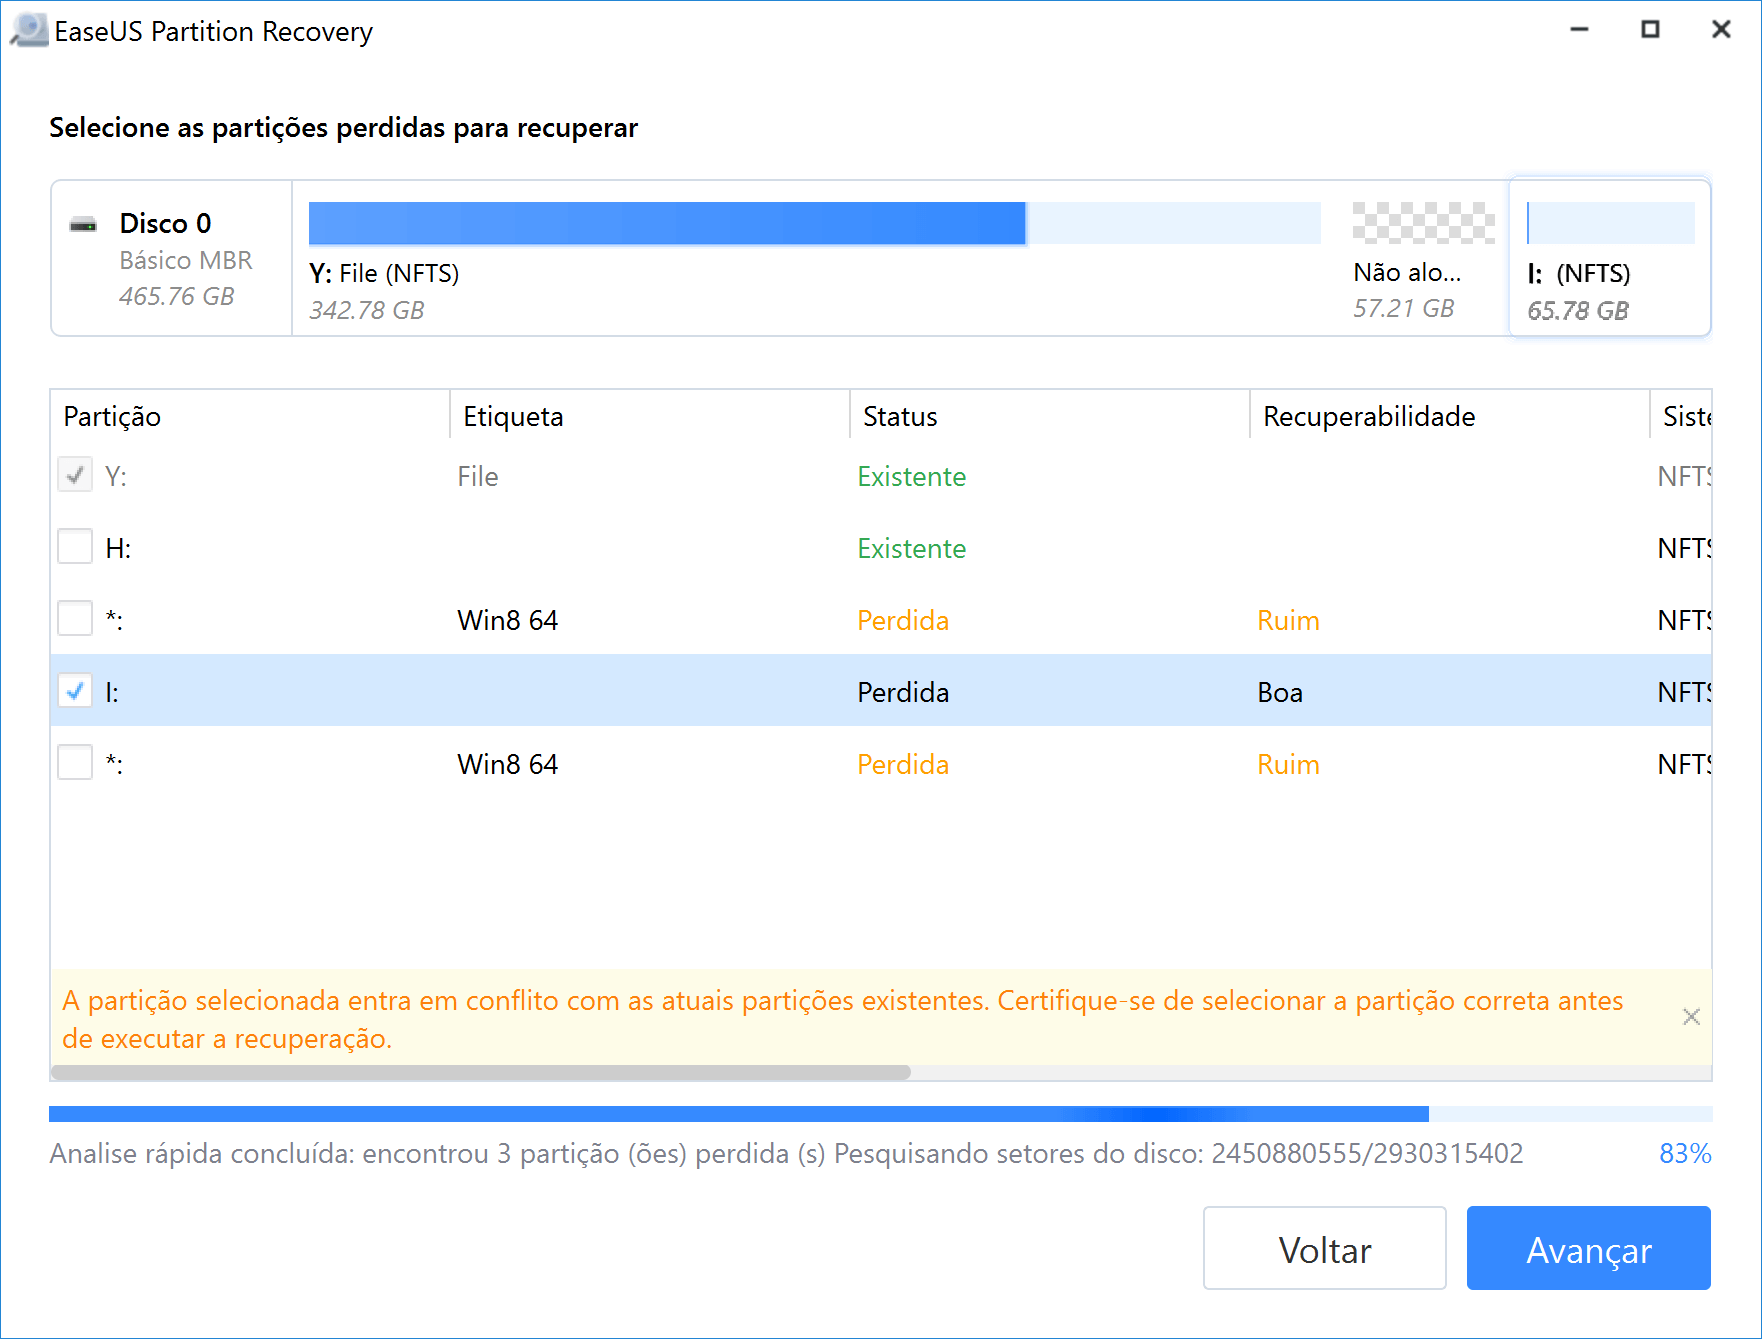 EaseUS Partition Recovery
Selecione as partições perdidas para recuperar
Disco 0
Básico MBR
465.76 GB
Y: File (NFTS)
342.78 GB
Não alo...
57.21 GB
I: (NFTS)
65.78 GB
Partição Etiqueta Status Recuperabilidade Siste
Y: File Existente NFTS
H: Existente NFTS
*: Win8 64 Perdida Ruim NFTS
I: Perdida Boa NFTS
*: Win8 64 Perdida Ruim NFTS
A partição selecionada entra em conflito com as atuais partições existentes. Certifique-se de selecionar a partição correta antes
de executar a recuperação.
Analise rápida concluída: encontrou 3 partição (ões) perdida (s) Pesquisando setores do disco: 2450880555/2930315402 83%
Voltar Avançar